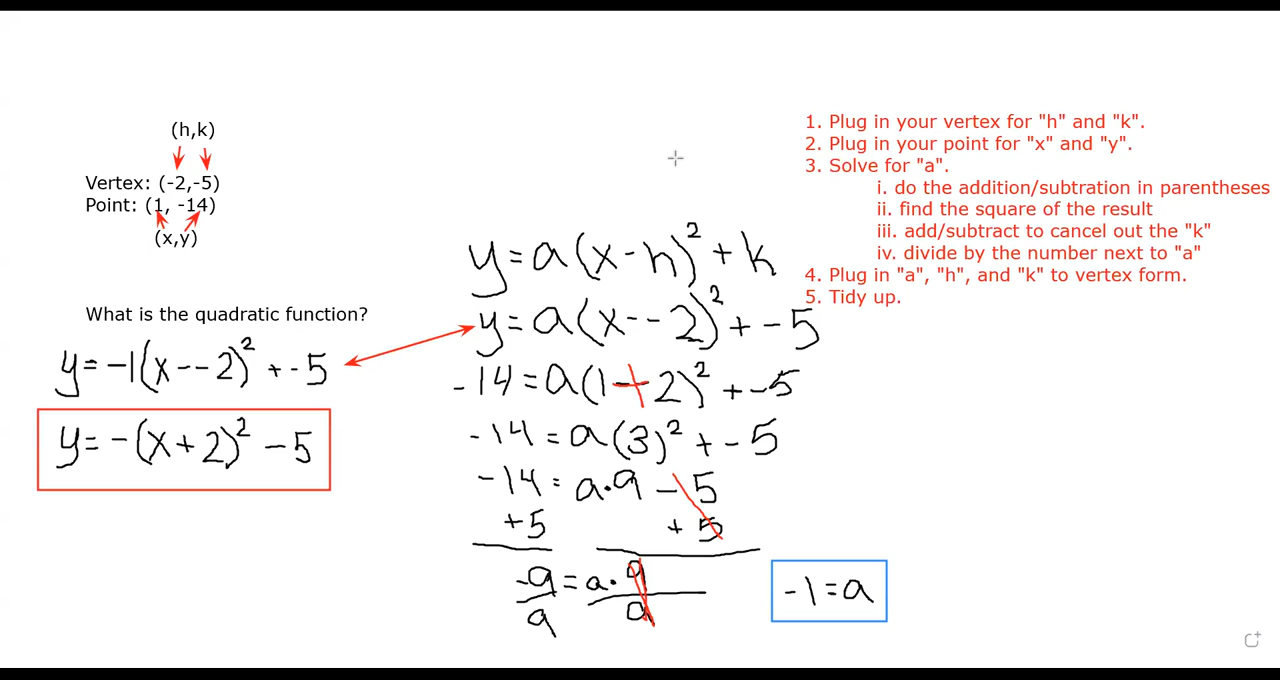 (h,k)
Vertex: (-2,-5)
Point: (1, -14)
(x,y)
What is the quadratic function?
y=-1(x--2)²+-5
y=-(x+2)²-5
y=a(x-h)²+k
y=a(x--2)²+-5
-14=a(1+2)²+-5
-14=a(3)²+-5
-14=a·9-5
+5 +5
-9=a·9
9 9
-1=a
1. Plug in your vertex for "h" and "k".
2. Plug in your point for "x" and "y".
3. Solve for "a".
i. do the addition/subtration in parentheses
ii. find the square of the result
iii. add/subtract to cancel out the "k"
iv. divide by the number next to "a"
4. Plug in "a", "h", and "k" to vertex form.
5. Tidy up.